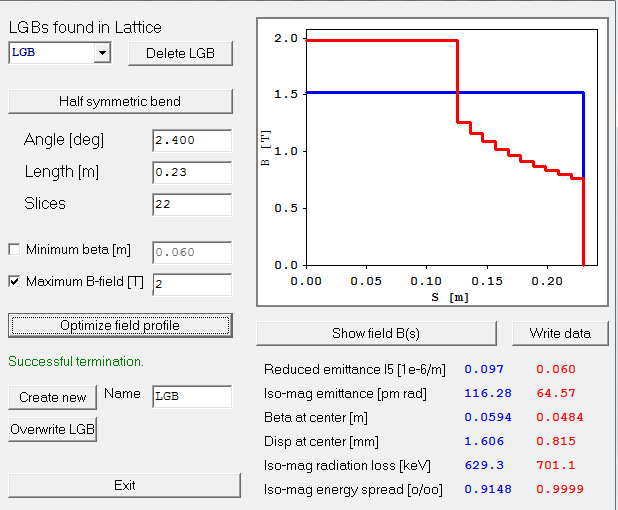 LGBs found in Lattice
LGB
Delete LGB
Half symmetric bend
Angle [deg] 2.400
Length [m] 0.23
Slices 22
Minimum beta [m] 0.060
Maximum B-field [T] 2
Optimize field profile
Successful termination.
Create new
Name LGB
Overwrite LGB
Exit
B [T]
2.0
1.5
1.0
0.5
0.0
0.00 0.05 0.10 0.15 0.20
S [m]
Show field B(s)
Write data
Reduced emittance I5 [1e-6/m] 0.097 0.060
Iso-mag emittance [pm rad] 116.28 64.57
Beta at center [m] 0.0594 0.0484
Disp at center [mm] 1.606 0.815
Iso-mag radiation loss [keV] 629.3 701.1
Iso-mag energy spread [o/oo] 0.9148 0.9999